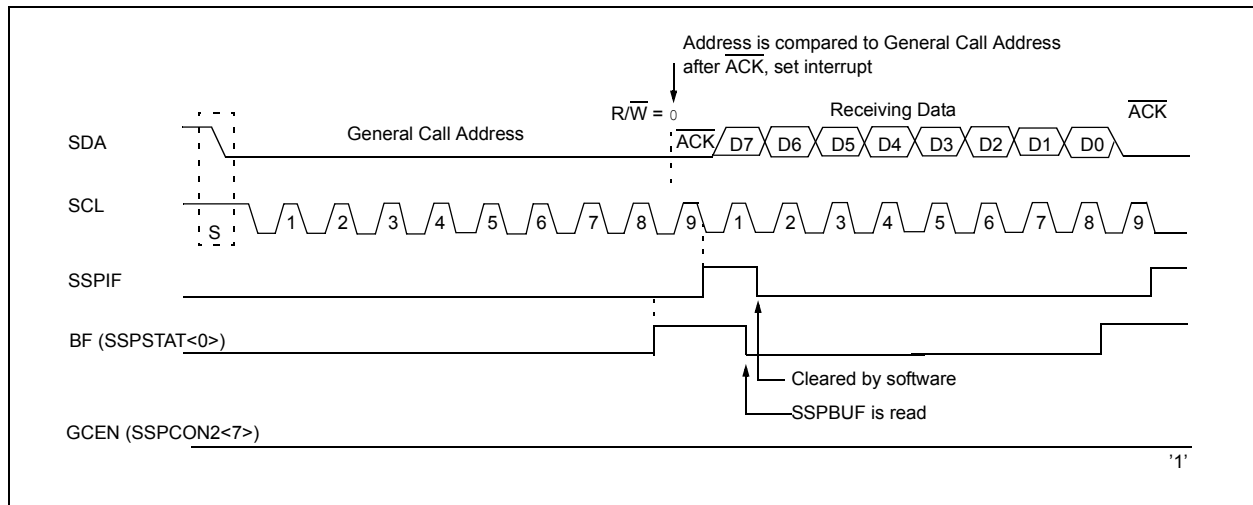 Address is compared to General Call Address
after A̅C̅K̅, set interrupt
R/W̅ = 0
Receiving Data
A̅C̅K̅
General Call Address
SDA
A̅C̅K̅ D7 D6 D5 D4 D3 D2 D1 D0
SCL
S
1 2 3 4 5 6 7 8 9 1 2 3 4 5 6 7 8 9
SSPIF
BF (SSPSTAT<0>)
Cleared by software
SSPBUF is read
GCEN (SSPCON2<7>)
’1’